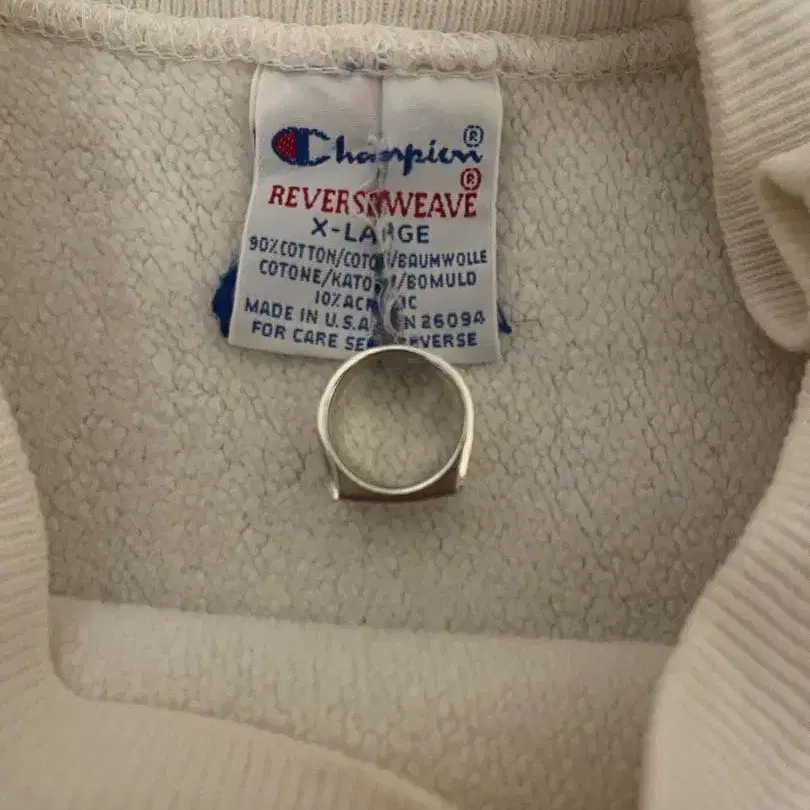 Champion ®
REVERSE WEAVE ®
X-LARGE
90% COTTON/COTON/BAUMWOLLE
COTONE/KATOEN/BOMULD
10% ACRYLIC
MADE IN U.S.A. RN 26094
FOR CARE SEE REVERSE